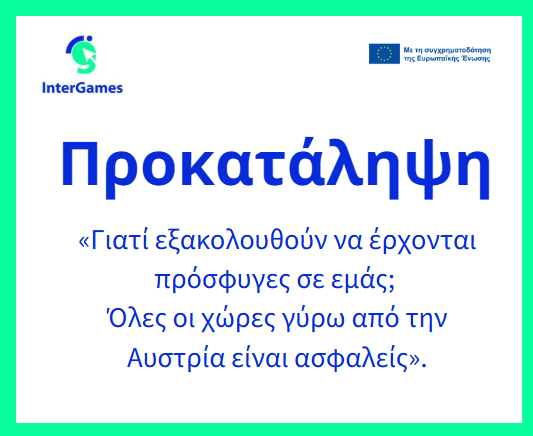 InterGames
Με τη συγχρηματοδότηση
της Ευρωπαϊκής Ένωσης
Προκατάληψη
«Γιατί εξακολουθούν να έρχονται
πρόσφυγες σε εμάς;
Όλες οι χώρες γύρω από την
Αυστρία είναι ασφαλείς».